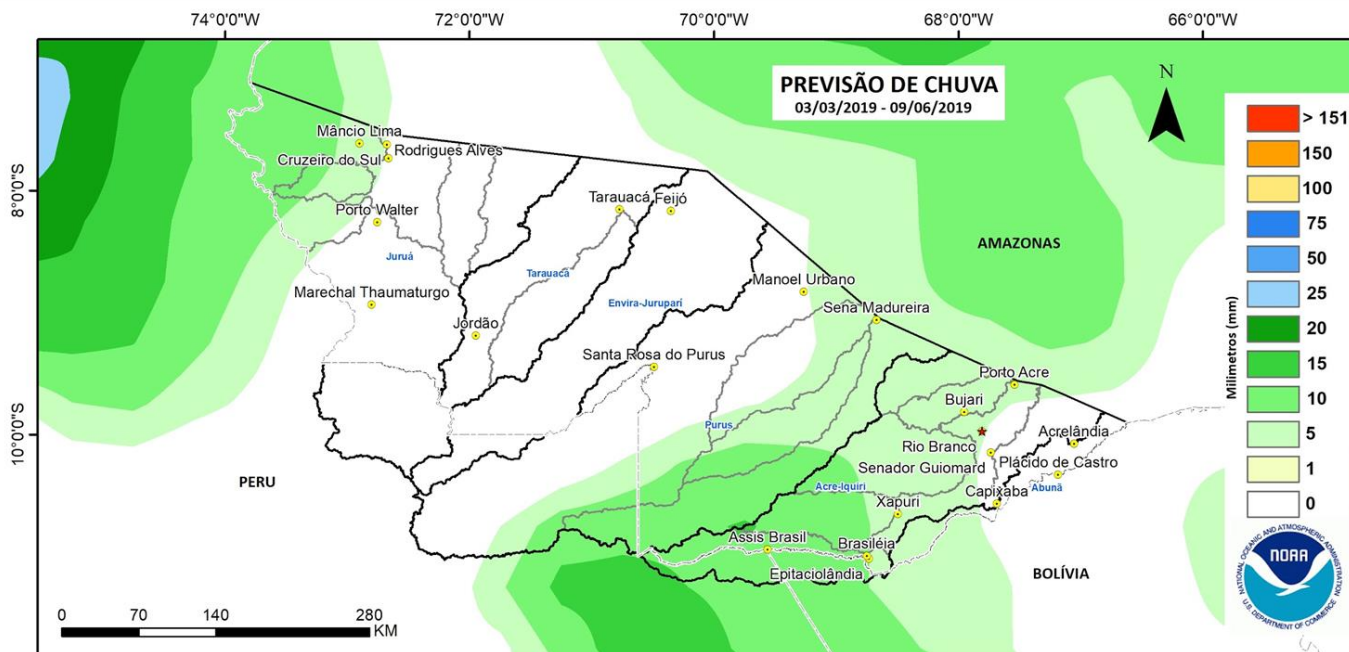 74°0'0"W
72°0'0"W
70°0'0"W
68°0'0"W
66°0'0"W
PREVISÃO DE CHUVA
03/03/2019 - 09/06/2019
N
8°0'0"S
10°0'0"S
Mâncio Lima
Rodrigues Alves
Cruzeiro do Sul
Porto Walter
Juruá
Marechal Thaumaturgo
Jordão
Tarauacá
Feijó
Tarauacá
Envira-Juruparí
Manoel Urbano
Sena Madureira
Santa Rosa do Purus
Purus
AMAZONAS
Porto Acre
Bujari
Rio Branco
Acrelândia
Senador Guiomard
Plácido de Castro
Acre-Iquiri
Abunã
Xapuri
Capixaba
Assis Brasil
Brasiléia
Epitaciolândia
PERU
BOLÍVIA
0 70 140 280
KM
Milimetros (mm)
> 151
150
100
75
50
25
20
15
10
5
1
0
NATIONAL OCEANIC AND ATMOSPHERIC ADMINISTRATION
NOAA
U.S. DEPARTMENT OF COMMERCE